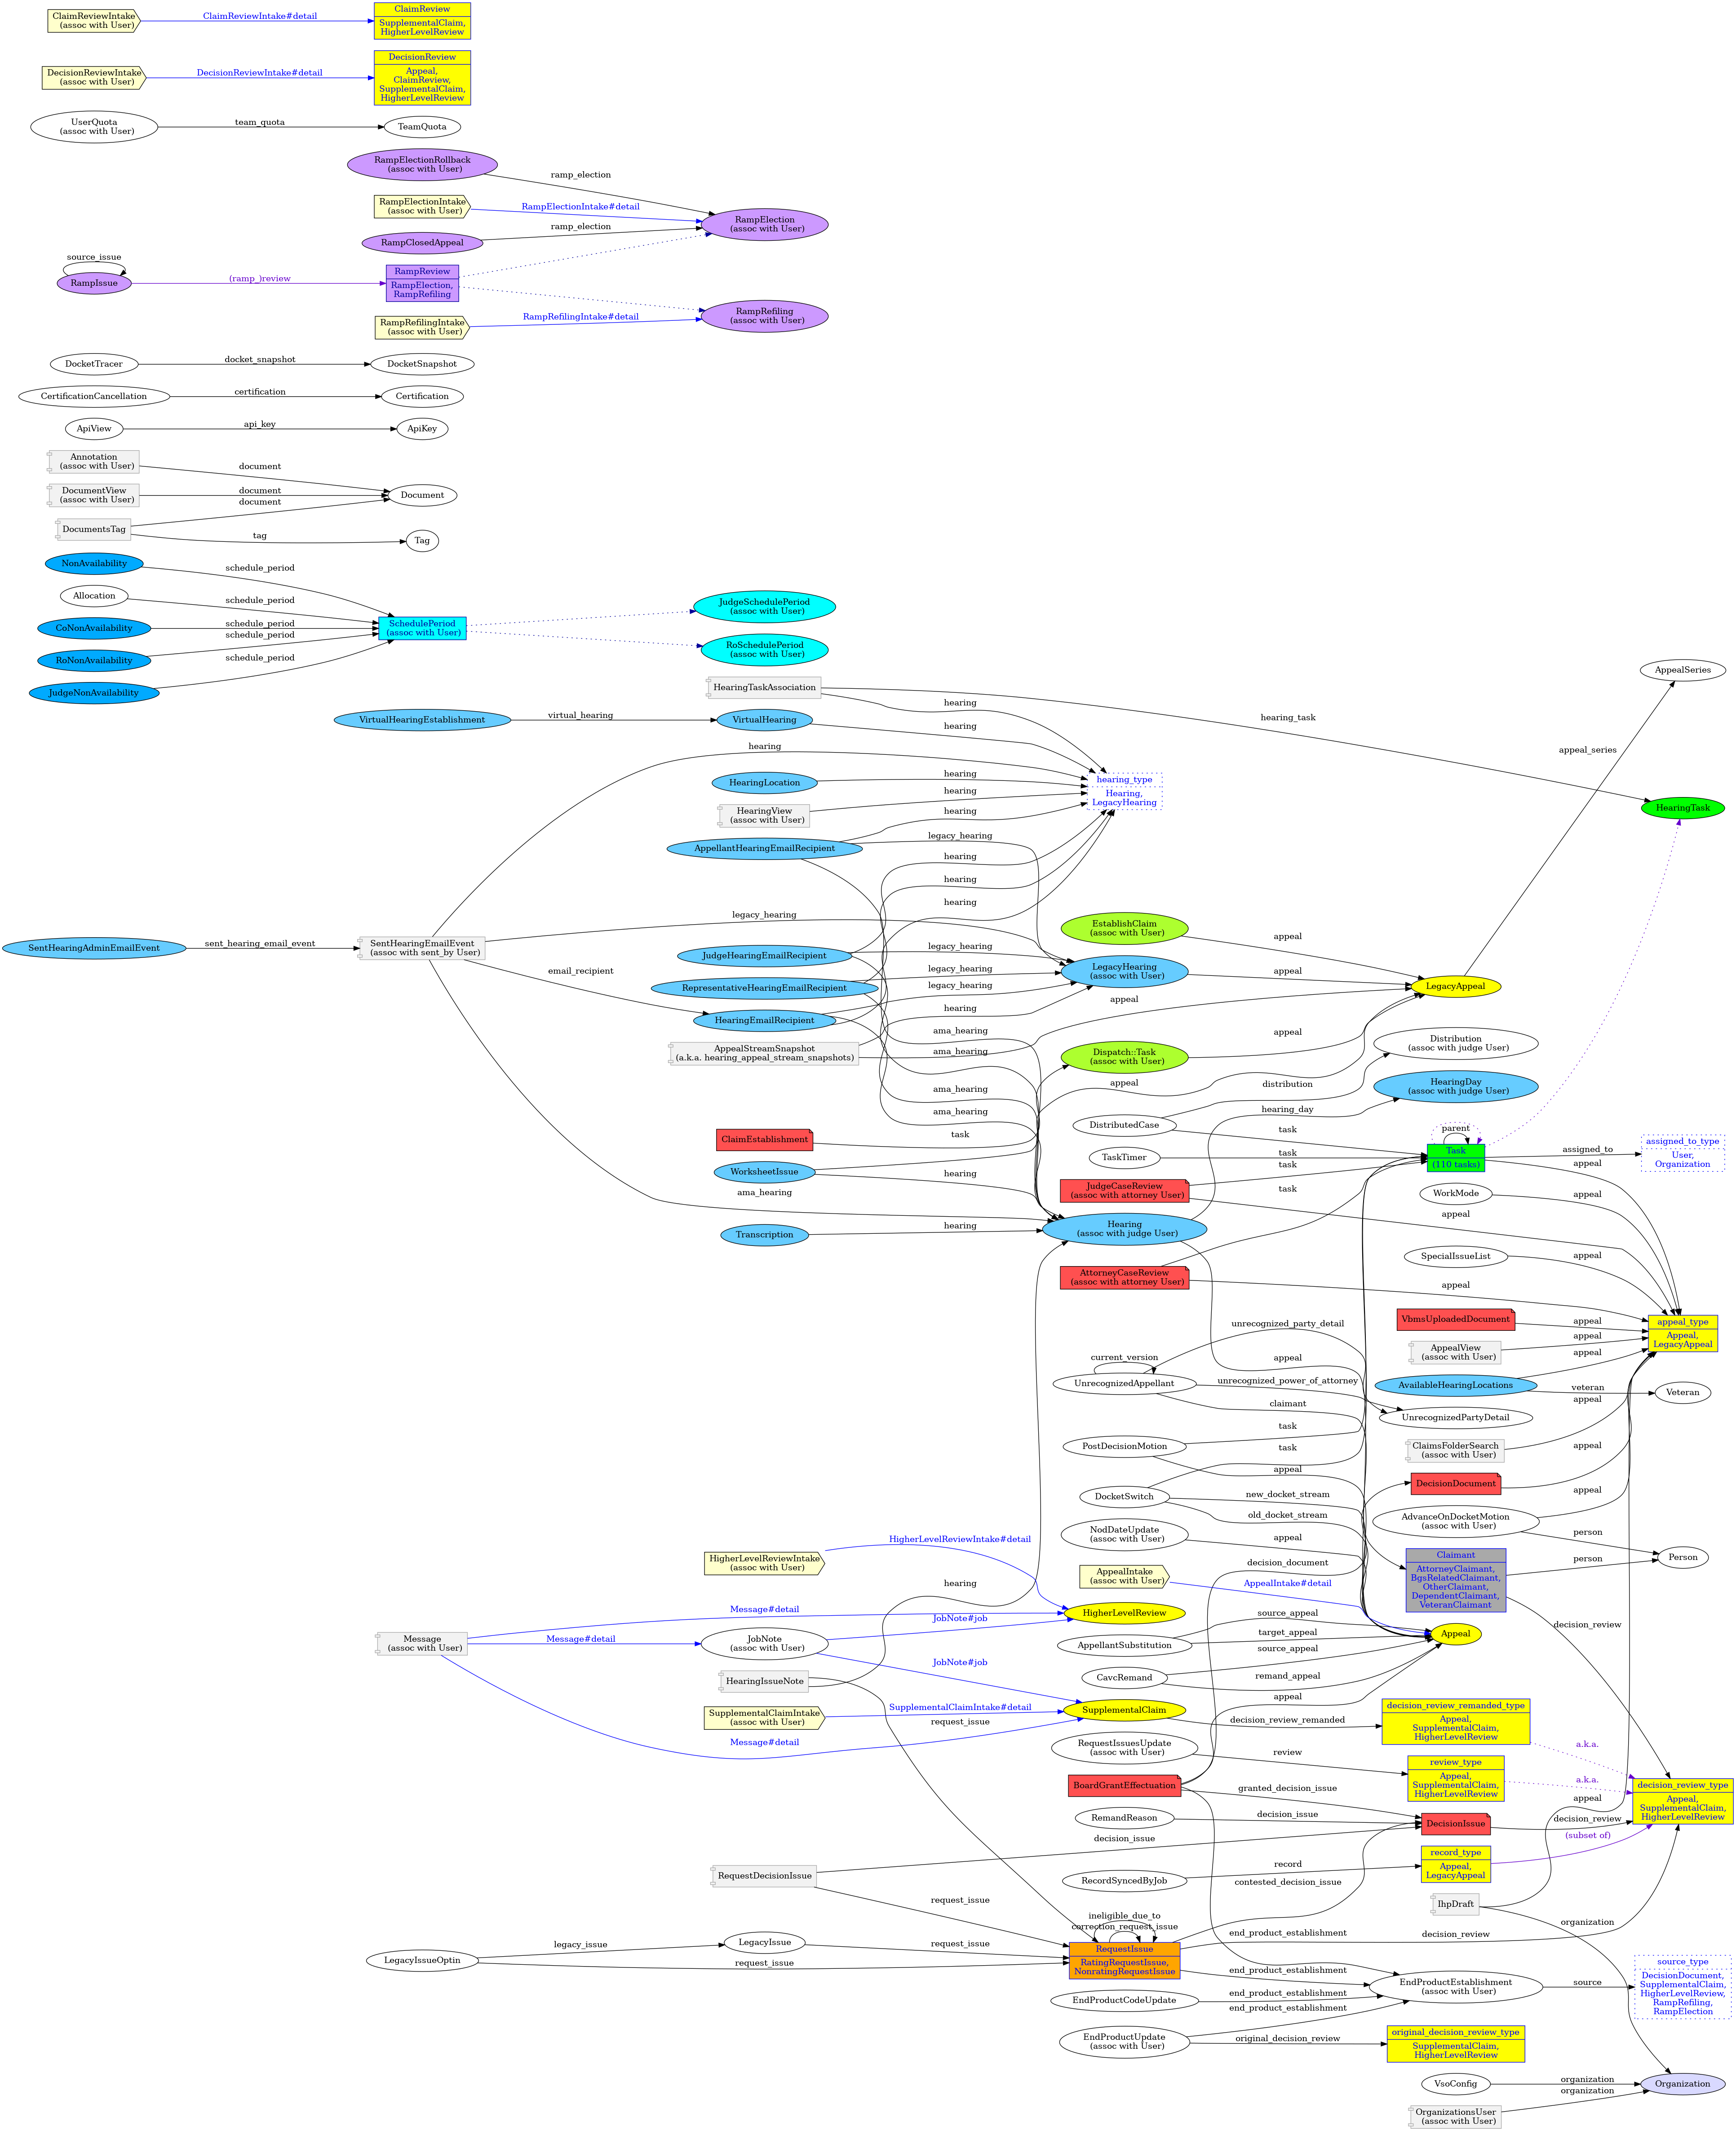 ClaimReviewIntake
(assoc with User)
ClaimReviewIntake#detail
ClaimReview
SupplementalClaim,
HigherLevelReview
DecisionReviewIntake
(assoc with User)
DecisionReviewIntake#detail
DecisionReview
Appeal,
ClaimReview,
SupplementalClaim,
HigherLevelReview
UserQuota
(assoc with User)
team_quota
TeamQuota
RampElectionRollback
(assoc with User)
ramp_election
RampElectionIntake
(assoc with User)
RampElectionIntake#detail
RampElection
(assoc with User)
RampClosedAppeal
ramp_election
source_issue
RampIssue
(ramp_)review
RampReview
RampElection,
RampRefiling
RampRefilingIntake
(assoc with User)
RampRefilingIntake#detail
RampRefiling
(assoc with User)
DocketTracer
docket_snapshot
DocketSnapshot
CertificationCancellation
certification
Certification
ApiView
api_key
ApiKey
Annotation
(assoc with User)
document
DocumentView
(assoc with User)
document
Document
document
DocumentsTag
tag
Tag
NonAvailability
schedule_period
Allocation
schedule_period
CoNonAvailability
schedule_period
schedule_period
RoNonAvailability
schedule_period
JudgeNonAvailability
SchedulePeriod
(assoc with User)
JudgeSchedulePeriod
(assoc with User)
RoSchedulePeriod
(assoc with User)
HearingTaskAssociation
hearing
hearing_task
VirtualHearingEstablishment
virtual_hearing
VirtualHearing
hearing
hearing
HearingLocation
hearing
hearing_type
Hearing,
LegacyHearing
HearingView
(assoc with User)
hearing
hearing
AppellantHearingEmailRecipient
legacy_hearing
hearing
hearing
hearing
AppealSeries
appeal_series
HearingTask
SentHearingAdminEmailEvent
sent_hearing_email_event
SentHearingEmailEvent
(assoc with sent_by User)
legacy_hearing
email_recipient
ama_hearing
JudgeHearingEmailRecipient
legacy_hearing
RepresentativeHearingEmailRecipient
legacy_hearing
legacy_hearing
HearingEmailRecipient
hearing
AppealStreamSnapshot
(a.k.a. hearing_appeal_stream_snapshots)
ama_hearing
ama_hearing
ama_hearing
ama_hearing
EstablishClaim
(assoc with User)
appeal
LegacyHearing
(assoc with User)
appeal
appeal
LegacyAppeal
Dispatch::Task
(assoc with User)
appeal
appeal
Distribution
(assoc with judge User)
distribution
HearingDay
(assoc with judge User)
hearing_day
ClaimEstablishment
task
WorksheetIssue
hearing
Transcription
hearing
DistributedCase
task
TaskTimer
task
task
JudgeCaseReview
(assoc with attorney User)
task
appeal
Hearing
(assoc with judge User)
AttorneyCaseReview
(assoc with attorney User)
appeal
parent
Task
(110 tasks)
assigned_to
appeal
assigned_to_type
User,
Organization
WorkMode
appeal
SpecialIssueList
appeal
VbmsUploadedDocument
appeal
AppealView
(assoc with User)
appeal
appeal
appeal_type
Appeal,
LegacyAppeal
AvailableHearingLocations
veteran
Veteran
appeal
unrecognized_party_detail
appeal
current_version
UnrecognizedAppellant
unrecognized_power_of_attorney
UnrecognizedPartyDetail
claimant
PostDecisionMotion
task
task
appeal
ClaimsFolderSearch
(assoc with User)
appeal
DecisionDocument
appeal
DocketSwitch
new_docket_stream
old_docket_stream
AdvanceOnDocketMotion
(assoc with User)
person
Person
person
NodDateUpdate
(assoc with User)
appeal
decision_document
Claimant
AttorneyClaimant,
BgsRelatedClaimant,
OtherClaimant,
DependentClaimant,
VeteranClaimant
decision_review
AppealIntake
(assoc with User)
AppealIntake#detail
HigherLevelReviewIntake
(assoc with User)
HigherLevelReviewIntake#detail
hearing
HigherLevelReview
Message#detail
JobNote#job
Message
(assoc with User)
Message#detail
JobNote
(assoc with User)
JobNote#job
HearingIssueNote
SupplementalClaimIntake
(assoc with User)
SupplementalClaimIntake#detail
request_issue
Message#detail
SupplementalClaim
source_appeal
AppellantSubstitution
target_appeal
source_appeal
CavcRemand
remand_appeal
appeal
Appeal
decision_review_remanded
decision_review_remanded_type
Appeal,
SupplementalClaim,
HigherLevelReview
a.k.a.
RequestIssuesUpdate
(assoc with User)
review
review_type
Appeal,
SupplementalClaim,
HigherLevelReview
a.k.a.
decision_review_type
Appeal,
SupplementalClaim,
HigherLevelReview
BoardGrantEffectuation
granted_decision_issue
appeal
RemandReason
decision_issue
DecisionIssue
decision_review
decision_issue
(subset of)
record_type
Appeal,
LegacyAppeal
RecordSyncedByJob
record
contested_decision_issue
RequestDecisionIssue
request_issue
IhpDraft
organization
ineligible_due_to
correction_request_issue
LegacyIssueOptin
legacy_issue
LegacyIssue
request_issue
request_issue
RequestIssue
RatingRequestIssue,
NonratingRequestIssue
end_product_establishment
decision_review
end_product_establishment
EndProductEstablishment
(assoc with User)
source
source_type
DecisionDocument,
SupplementalClaim,
HigherLevelReview,
RampRefiling,
RampElection
EndProductCodeUpdate
end_product_establishment
end_product_establishment
EndProductUpdate
(assoc with User)
original_decision_review
original_decision_review_type
SupplementalClaim,
HigherLevelReview
VsoConfig
organization
Organization
organization
OrganizationsUser
(assoc with User)